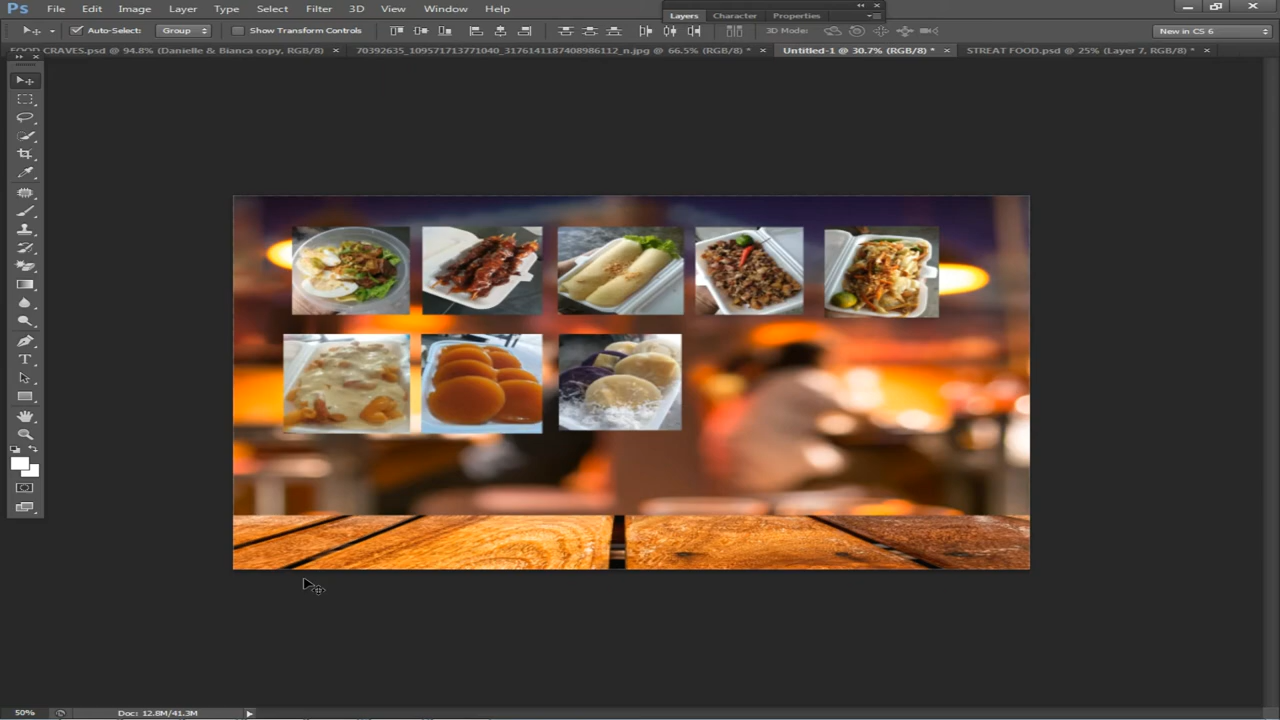 Ps File Edit Image Layer Type Select Filter 3D View Window Help
Layers Character Properties
Auto-Select: Group Show Transform Controls 3D Mode: New in CS 6
FOOD CRAVES.psd @ 94.8% (Danielle & Bianca copy, RGB/8) × 70392635_109571713771040_3176141187408986112_n.jpg @ 66.5% (RGB/8) * × Untitled-1 @ 30.7% (RGB/8) * × STREAT FOOD.psd @ 25% (Layer 7, RGB/8) * ×
T
50% Doc: 12.8M/41.3M